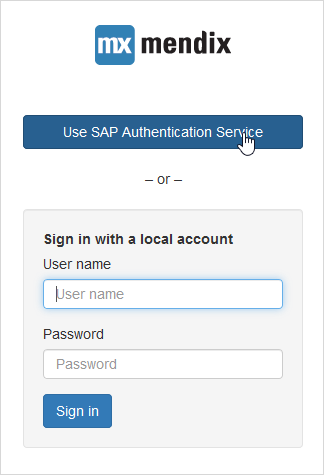 mx mendix
Use SAP Authentication Service
– or –
Sign in with a local account
User name
User name
Password
Password
Sign in